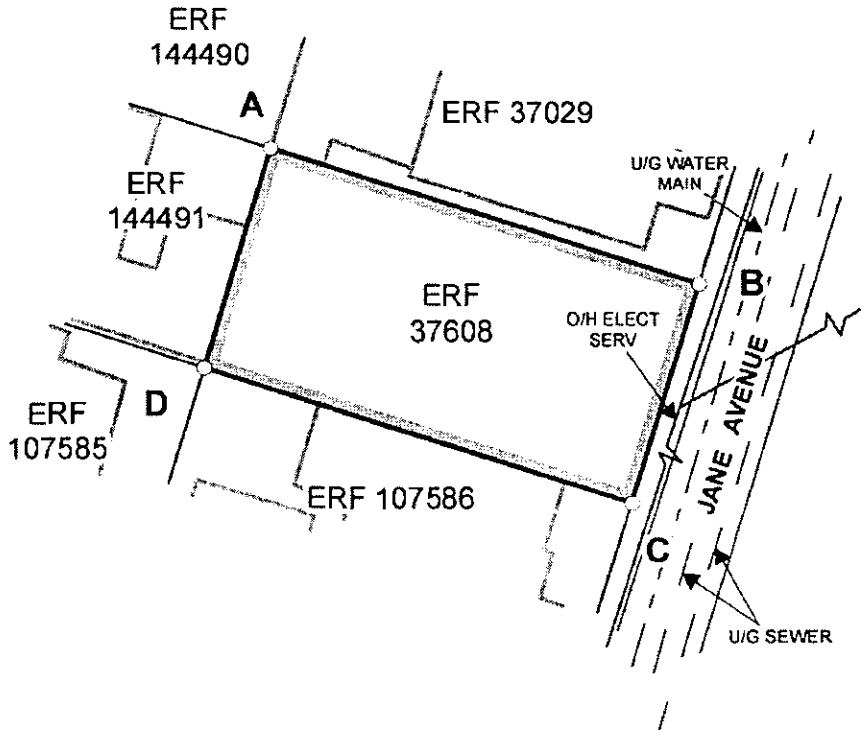 ERF
144490
A
ERF 37029
U/G WATER
MAIN
ERF
144491
B
ERF
37608
O/H ELECT
SERV
JANE AVENUE
D
ERF
107585
ERF 107586
C
U/G SEWER